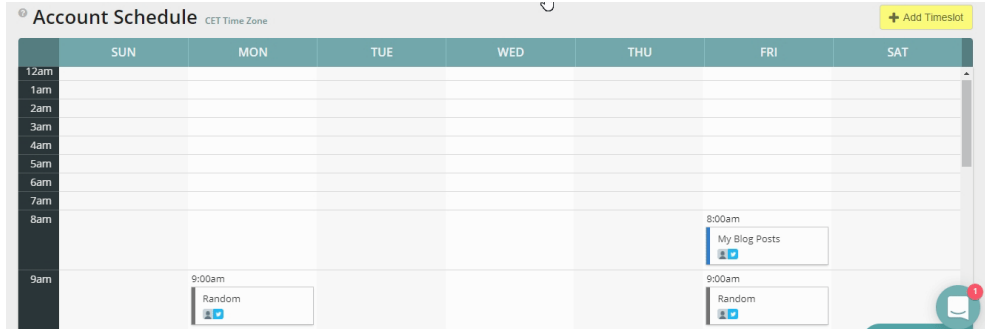 Account Schedule CET Time Zone
+ Add Timeslot
SUN MON TUE WED THU FRI SAT
12am
1am
2am
3am
4am
5am
6am
7am
8am 8:00am
My Blog Posts
9am 9:00am 9:00am
Random Random
1